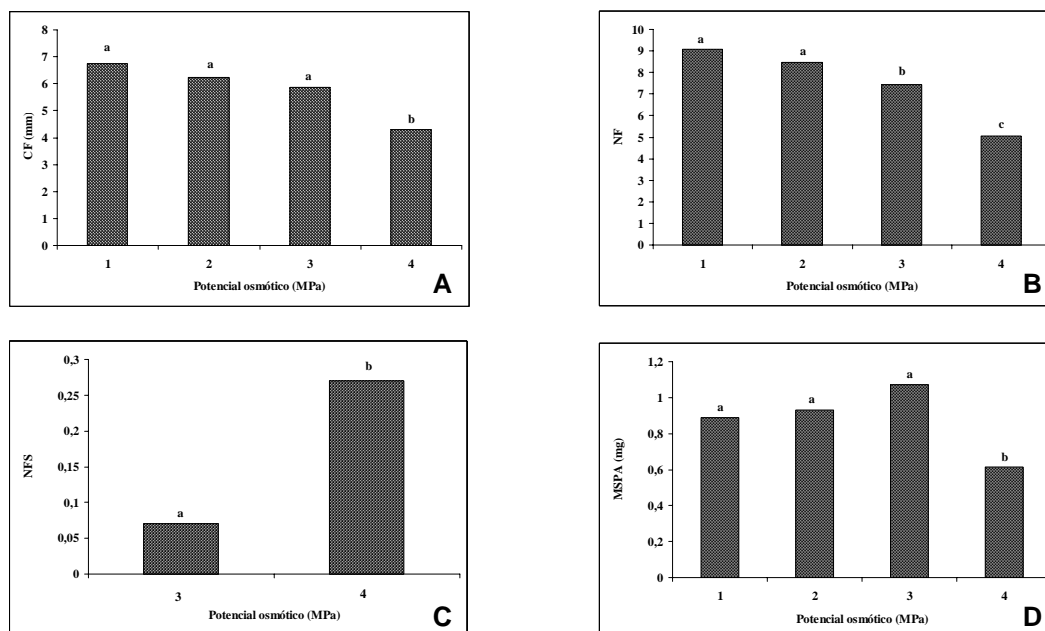 8
7
6
5
4
3
2
1
0
CF (mm)
a
a
a
b
1 2 3 4
Potencial osmótico (MPa)
A
10
9
8
7
6
5
4
3
2
1
0
NF
a
a
b
c
1 2 3 4
Potencial osmótico (MPa)
B
0,3
0,25
0,2
0,15
0,1
0,05
0
NFS
a
b
3 4
Potencial osmótico (MPa)
C
1,2
1
0,8
0,6
0,4
0,2
0
MSPA (mg)
a
a
a
b
1 2 3 4
Potencial osmótico (MPa)
D